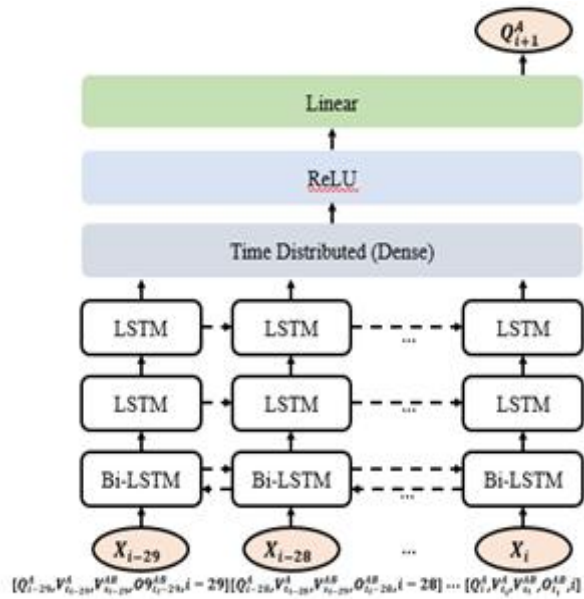 Q^A_{i+1}
Linear
ReLU
Time Distributed (Dense)
LSTM LSTM ... LSTM
LSTM LSTM ... LSTM
Bi-LSTM Bi-LSTM ... Bi-LSTM
X_{i-29} X_{i-28} ... X_i